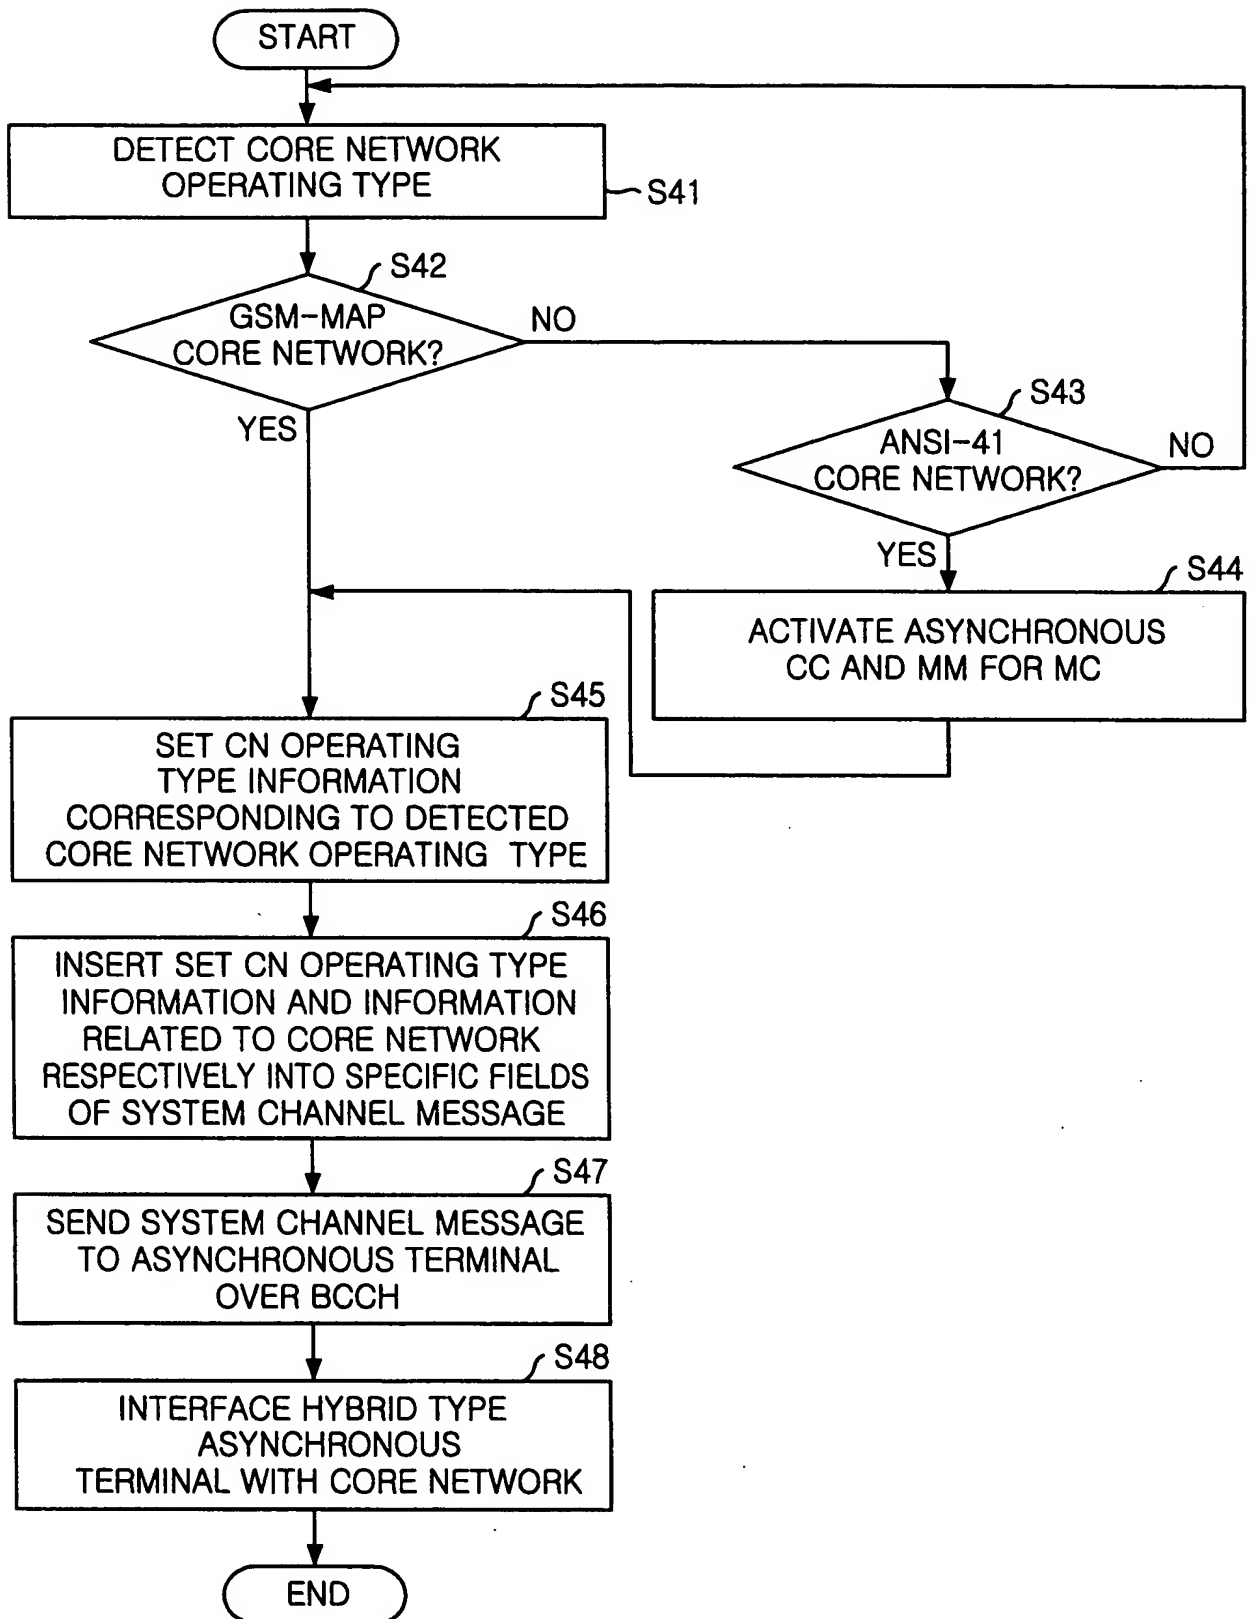 START
DETECT CORE NETWORK
OPERATING TYPE
S41
S42
GSM-MAP
CORE NETWORK?
NO
YES
S43
ANSI-41
CORE NETWORK?
NO
YES
S44
ACTIVATE ASYNCHRONOUS
CC AND MM FOR MC
S45
SET CN OPERATING
TYPE INFORMATION
CORRESPONDING TO DETECTED
CORE NETWORK OPERATING TYPE
S46
INSERT SET CN OPERATING TYPE
INFORMATION AND INFORMATION
RELATED TO CORE NETWORK
RESPECTIVELY INTO SPECIFIC FIELDS
OF SYSTEM CHANNEL MESSAGE
S47
SEND SYSTEM CHANNEL MESSAGE
TO ASYNCHRONOUS TERMINAL
OVER BCCH
S48
INTERFACE HYBRID TYPE
ASYNCHRONOUS
TERMINAL WITH CORE NETWORK
END